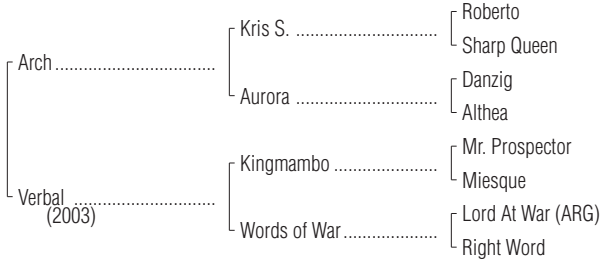 Roberto
Kris S. ....................................
Sharp Queen
Arch ..................................
Danzig
Aurora ....................................
Althea
Mr. Prospector
Kingmambo ..........................
Miesque
Verbal ..............................
(2003)
Lord At War (ARG)
Words of War ........................
Right Word